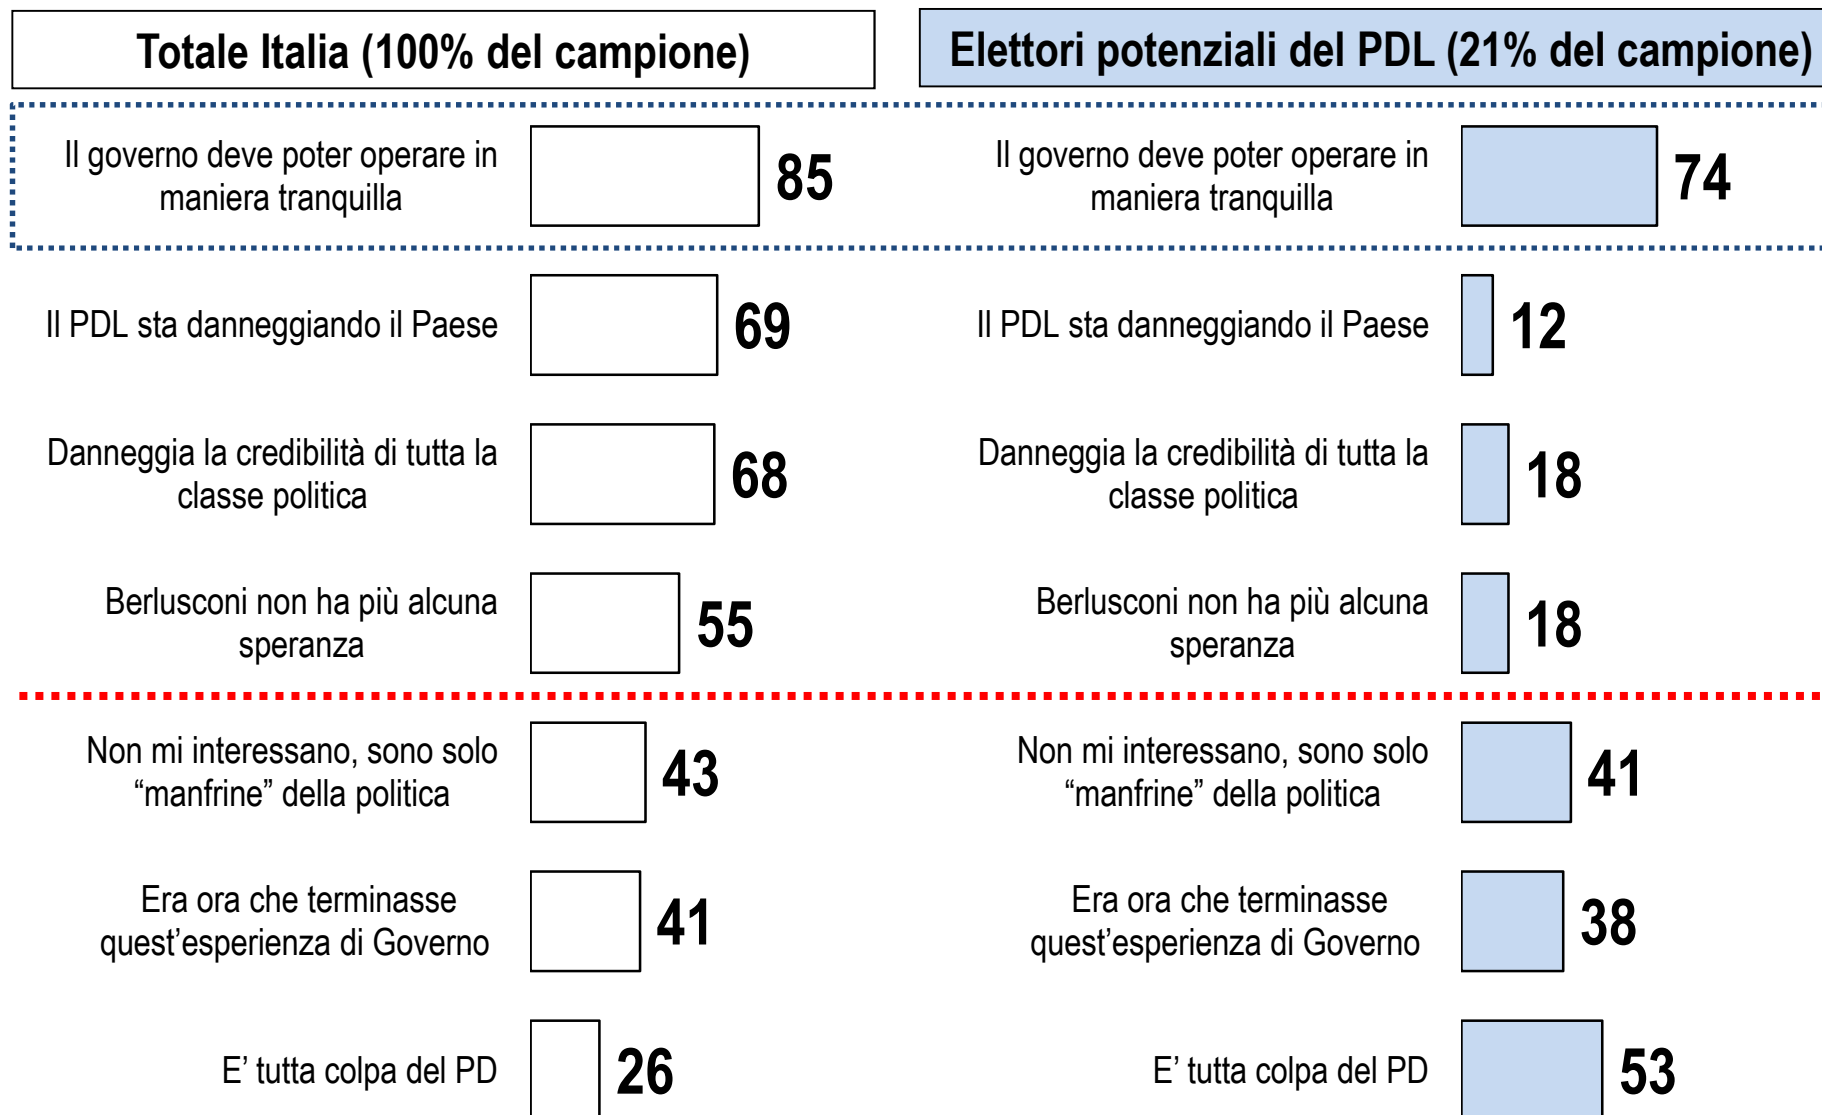 Totale Italia (100% del campione)
Elettori potenziali del PDL (21% del campione)
Il governo deve poter operare in
maniera tranquilla
85
Il governo deve poter operare in
maniera tranquilla
74
Il PDL sta danneggiando il Paese
69
Il PDL sta danneggiando il Paese
12
Danneggia la credibilità di tutta la
classe politica
68
Danneggia la credibilità di tutta la
classe politica
18
Berlusconi non ha più alcuna
speranza
55
Berlusconi non ha più alcuna
speranza
18
Non mi interessano, sono solo
“manfrine” della politica
43
Non mi interessano, sono solo
“manfrine” della politica
41
Era ora che terminasse
quest’esperienza di Governo
41
Era ora che terminasse
quest’esperienza di Governo
38
E’ tutta colpa del PD
26
E’ tutta colpa del PD
53